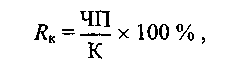 Rк = ЧП / К × 100 % ,